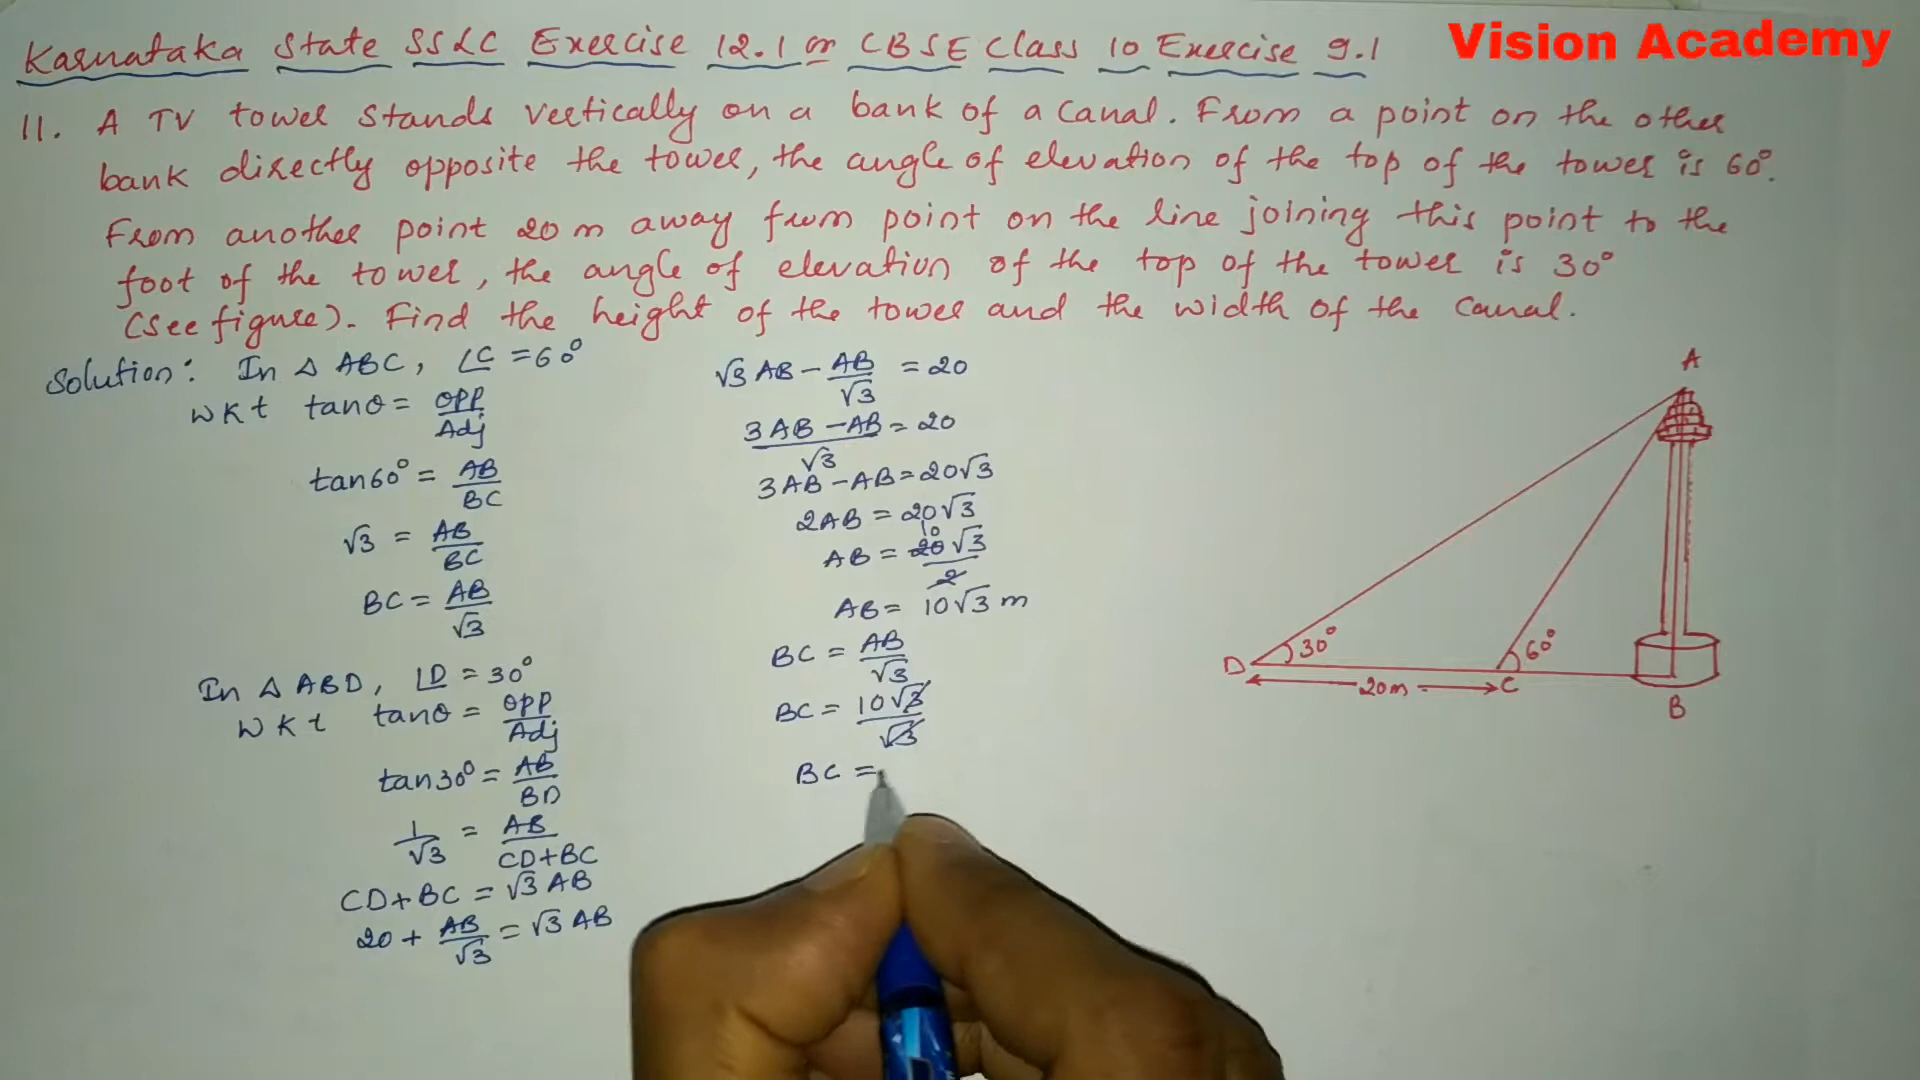 Karnataka State SSLC Exercise 12.1 or CBSE Class 10 Exercise 9.1
Vision Academy
11. A TV tower stands vertically on a bank of a canal. From a point on the other
bank directly opposite the tower, the angle of elevation of the top of the tower is 60°.
From another point 20 m away from point on the line joining this point to the
foot of the tower, the angle of elevation of the top of the tower is 30°
(see figure). Find the height of the tower and the width of the canal.
Solution: In △ ABC, ∠C = 60°
WKt tanθ = Opp/Adj
tan60° = AB/BC
√3 = AB/BC
BC = AB/√3
In △ ABD, ∠D = 30°
WKt tanθ = Opp/Adj
tan30° = AB/BD
1/√3 = AB/CD+BC
CD+BC = √3 AB
20 + AB/√3 = √3 AB
√3 AB - AB/√3 = 20
3AB - AB/√3 = 20
3AB - AB = 20√3
2AB = 20√3
10
AB = 20√3/2
AB = 10√3 m
BC = AB/√3
BC = 10√3/√3
BC =
A
30°
60°
D
20m
C
B